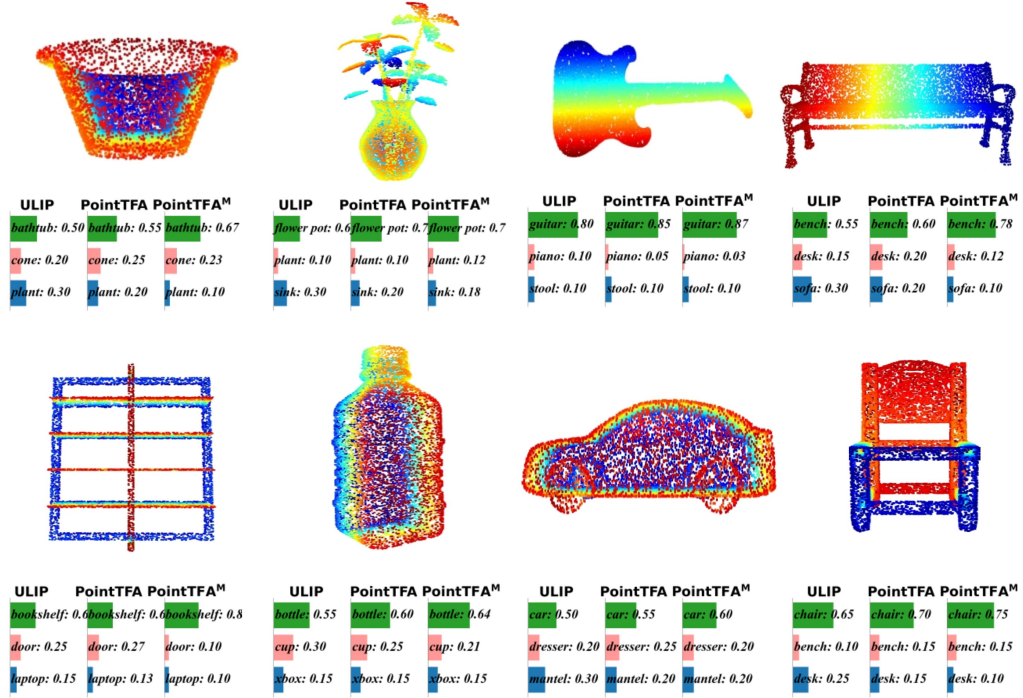 ULIP PointTFA PointTFAᴹ
bathtub: 0.50 bathtub: 0.55 bathtub: 0.67
cone: 0.20 cone: 0.25 cone: 0.23
plant: 0.30 plant: 0.20 plant: 0.10
ULIP PointTFA PointTFAᴹ
flower pot: 0.6 flower pot: 0.7 flower pot: 0.7
plant: 0.10 plant: 0.10 plant: 0.12
sink: 0.30 sink: 0.20 sink: 0.18
ULIP PointTFA PointTFAᴹ
guitar: 0.80 guitar: 0.85 guitar: 0.87
piano: 0.10 piano: 0.05 piano: 0.03
stool: 0.10 stool: 0.10 stool: 0.10
ULIP PointTFA PointTFAᴹ
bench: 0.55 bench: 0.60 bench: 0.78
desk: 0.15 desk: 0.20 desk: 0.12
sofa: 0.30 sofa: 0.20 sofa: 0.10
ULIP PointTFA PointTFAᴹ
bookshelf: 0.6 bookshelf: 0.6 bookshelf: 0.8
door: 0.25 door: 0.27 door: 0.10
laptop: 0.15 laptop: 0.13 laptop: 0.10
ULIP PointTFA PointTFAᴹ
bottle: 0.55 bottle: 0.60 bottle: 0.64
cup: 0.30 cup: 0.25 cup: 0.21
xbox: 0.15 xbox: 0.15 xbox: 0.15
ULIP PointTFA PointTFAᴹ
car: 0.50 car: 0.55 car: 0.60
dresser: 0.20 dresser: 0.25 dresser: 0.20
mantel: 0.30 mantel: 0.20 mantel: 0.20
ULIP PointTFA PointTFAᴹ
chair: 0.65 chair: 0.70 chair: 0.75
bench: 0.10 bench: 0.15 bench: 0.15
desk: 0.25 desk: 0.15 desk: 0.10